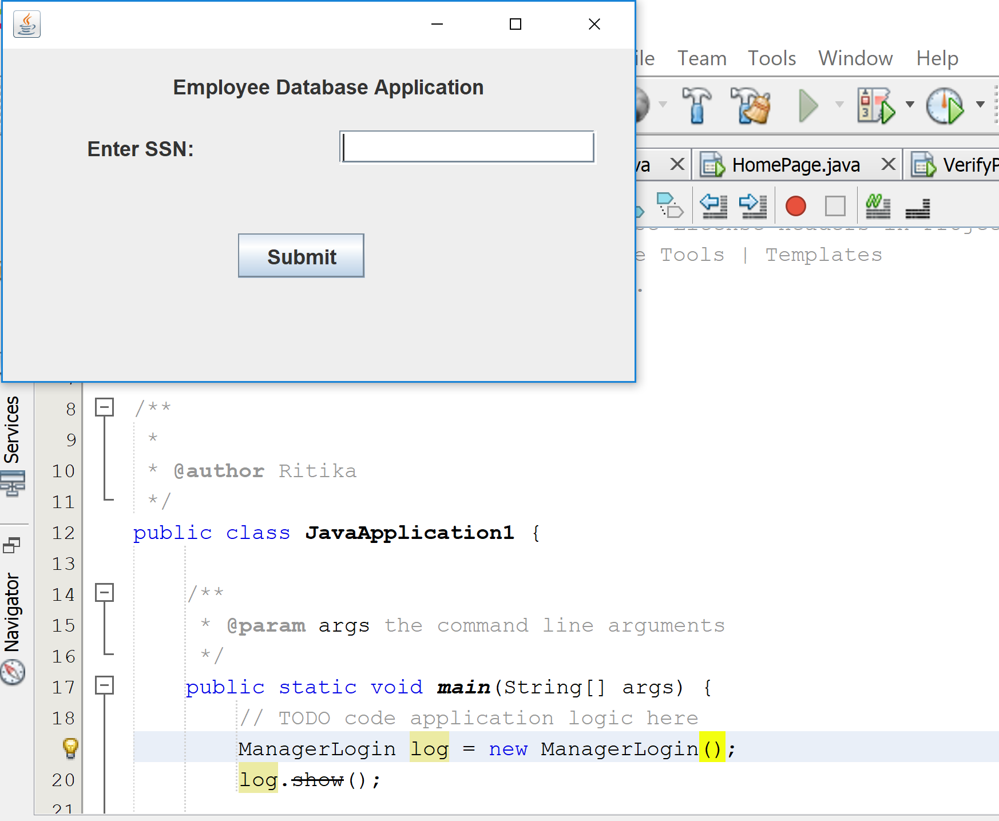 Employee Database Application
Enter SSN:
Submit
Team Tools Window Help
HomePage.java
Tools | Templates
Services
Navigator
8 /**
9 *
10 * @author Ritika
11 */
12 public class JavaApplication1 {
13
14 /**
15 * @param args the command line arguments
16 */
17 public static void main(String[] args) {
18 // TODO code application logic here
ManagerLogin log = new ManagerLogin();
20 log.show();
21